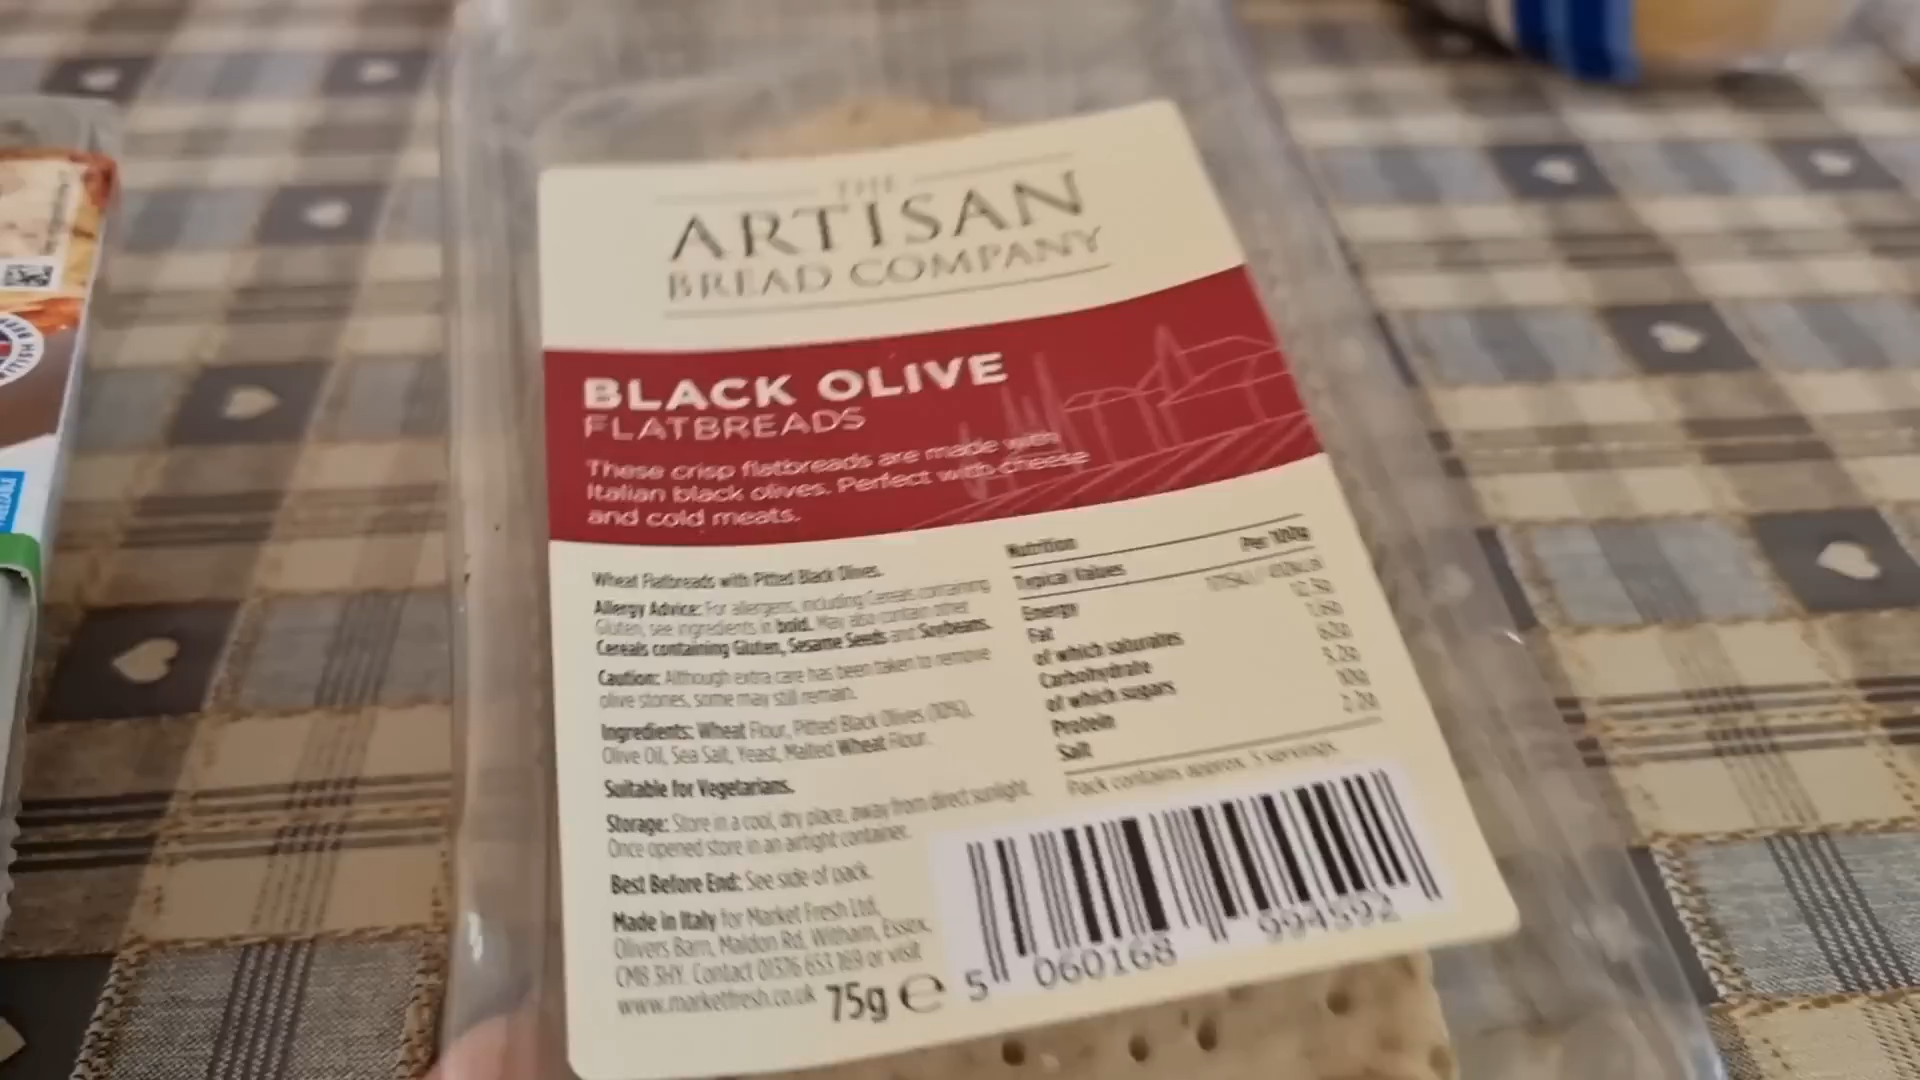 THE
ARTISAN
BREAD COMPANY
BLACK OLIVE
FLATBREADS
These crisp flatbreads are made with
Italian black olives. Perfect with cheese
and cold meats.
Wheat Flatbreads with Pitted Black Olives.
Allergy Advice: For allergens, including Cereals containing
Gluten, see ingredients in bold. May also contain other
Cereals containing Gluten, Sesame Seeds and Soybeans.
Caution: Although extra care has been taken to remove
olive stones, some may still remain.
Ingredients: Wheat Flour, Pitted Black Olives (10%),
Olive Oil, Sea Salt, Yeast, Malted Wheat Flour.
Suitable for Vegetarians.
Storage: Store in a cool, dry place, away from direct sunlight.
Once opened store in an airtight container.
Best Before End: See side of pack.
Made in Italy for Market Fresh Ltd,
Olivers Barn, Maldon Rd, Witham, Essex,
CM8 3HY. Contact 01376 653 169 or visit
www.marketfresh.co.uk 75g e
Nutrition
Typical Values Per 100g
Energy
Fat
of which saturates
Carbohydrate
of which sugars
Protein
Salt 2.2g
Pack contains approx. 5 servings.
5 060168 994592